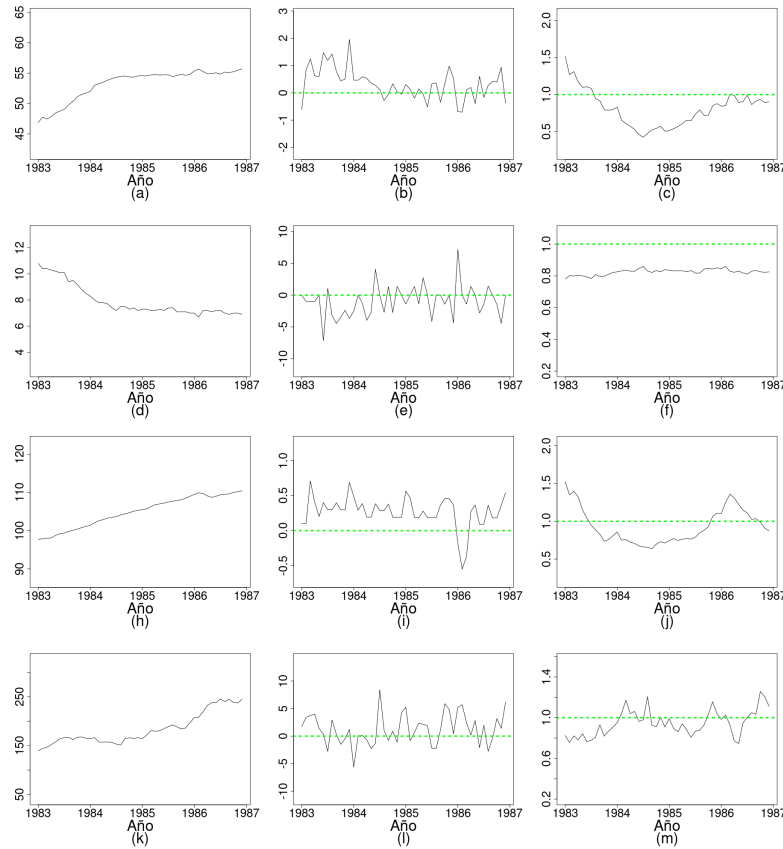 45 50 55 60 65
1983 1984 1985 1986 1987
Año
(a)
-2 -1 0 1 2 3
1983 1984 1985 1986 1987
Año
(b)
0.5 1.0 1.5 2.0
1983 1984 1985 1986 1987
Año
(c)
4 6 8 10 12
1983 1984 1985 1986 1987
Año
(d)
-10 -5 0 5 10
1983 1984 1985 1986 1987
Año
(e)
0.2 0.4 0.6 0.8 1.0
1983 1984 1985 1986 1987
Año
(f)
90 100 110 120
1983 1984 1985 1986 1987
Año
(h)
-0.5 0.0 0.5 1.0
1983 1984 1985 1986 1987
Año
(i)
0.5 1.0 1.5 2.0
1983 1984 1985 1986 1987
Año
(j)
50 150 250
1983 1984 1985 1986 1987
Año
(k)
-10 -5 0 5 10
1983 1984 1985 1986 1987
Año
(l)
0.2 0.6 1.0 1.4
1983 1984 1985 1986 1987
Año
(m)